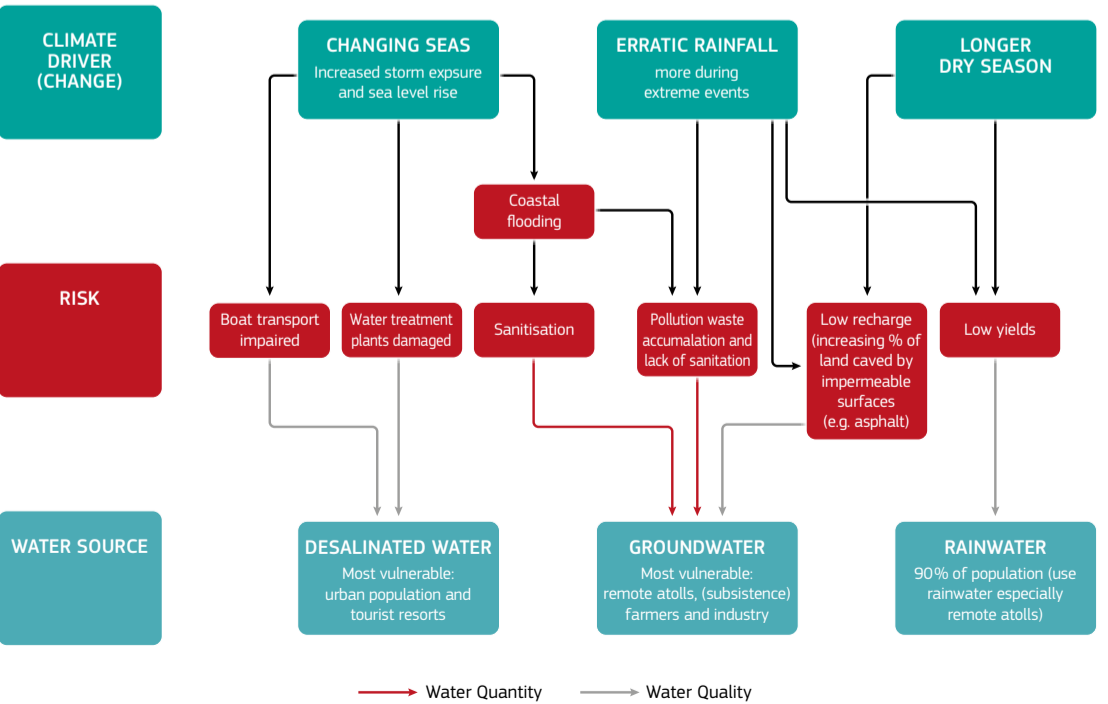 CLIMATE
DRIVER
(CHANGE)
CHANGING SEAS
Increased storm expsure
and sea level rise
ERRATIC RAINFALL
more during
extreme events
LONGER
DRY SEASON
Coastal
flooding
RISK
Boat transport
impaired
Water treatment
plants damaged
Sanitisation
Pollution waste
accumalation and
lack of sanitation
Low recharge
(increasing % of
land caved by
impermeable
surfaces
(e.g. asphalt)
Low yields
WATER SOURCE
DESALINATED WATER
Most vulnerable:
urban population and
tourist resorts
GROUNDWATER
Most vulnerable:
remote atolls, (subsistence)
farmers and industry
RAINWATER
90% of population (use
rainwater especially
remote atolls)
Water Quantity
Water Quality